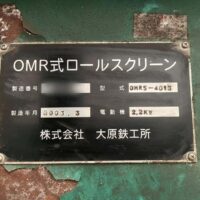 OMR式ロールスクリーン
製造番号 型式 OMRS-4013
製造年月 2003.3 電動機 2.2KW
株式会社 大原鉄工所